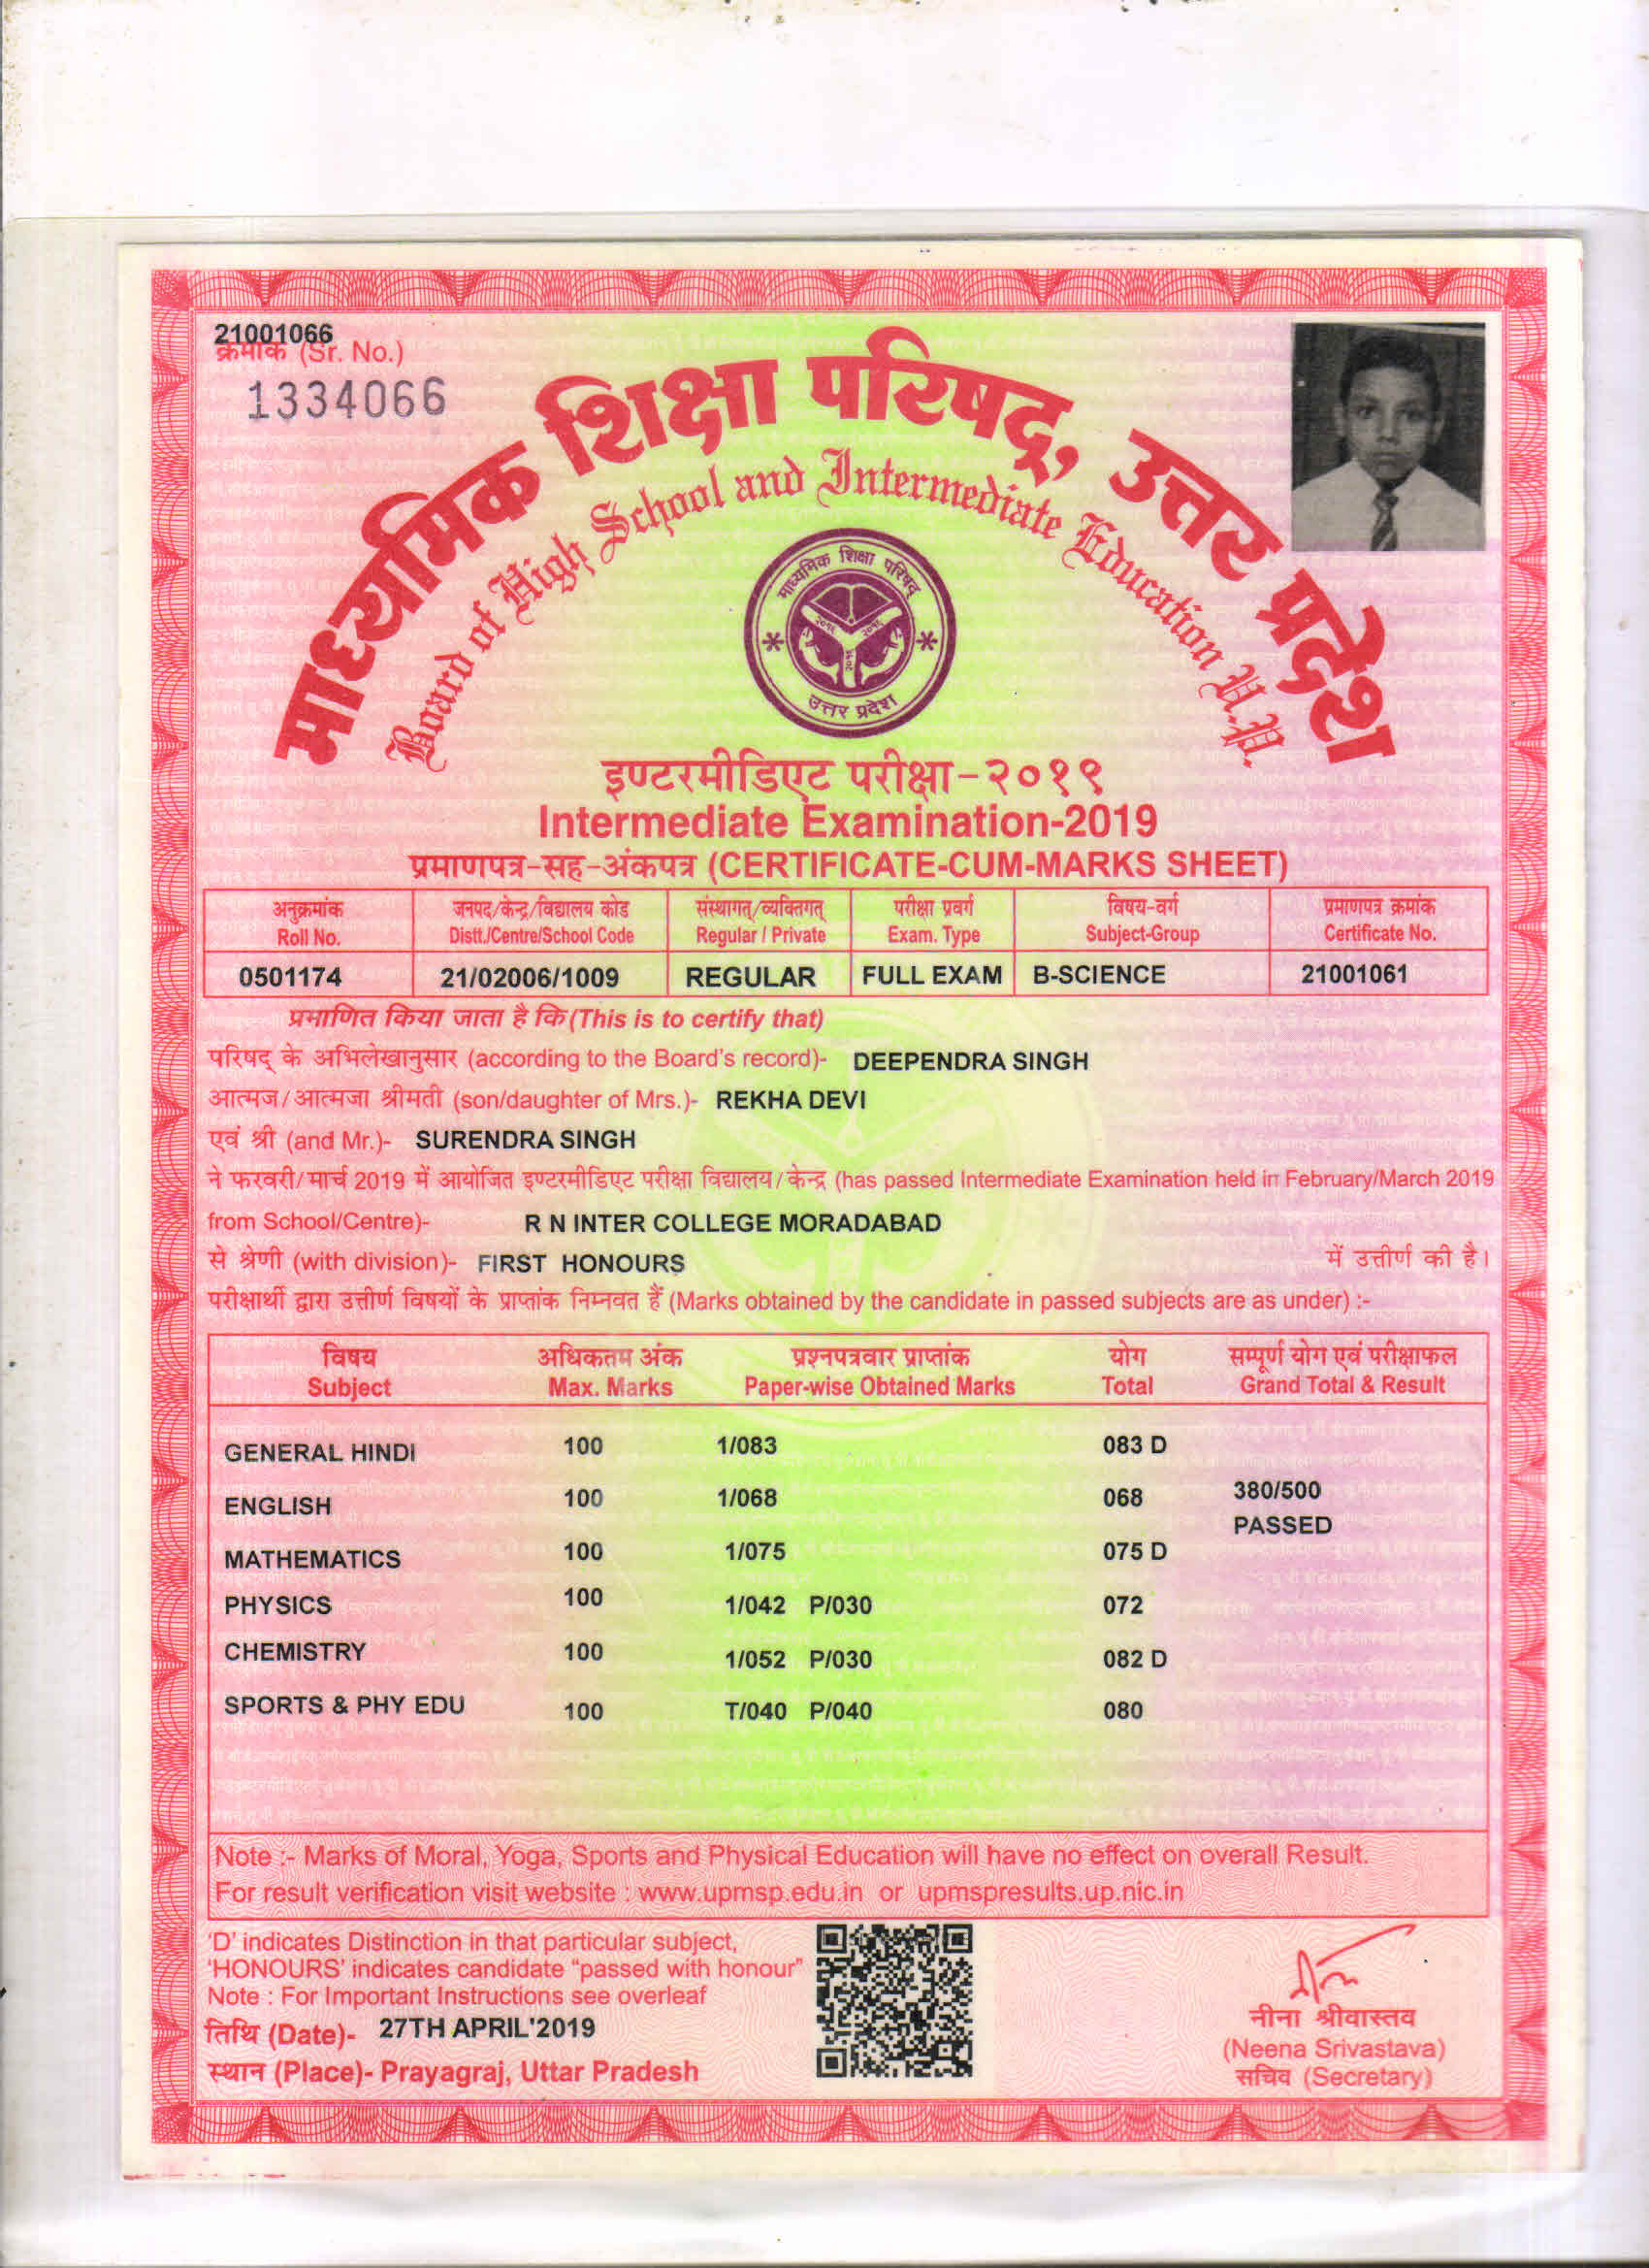 21001066
क्रमांक (Sr. No.)
1334066
माध्यमिक शिक्षा परिषद्, उत्तर प्रदेश
Board of High School and Intermediate Education U.P.
माध्यमिक शिक्षा परिषद्
उत्तर प्रदेश
इण्टरमीडिएट परीक्षा-२०१९
Intermediate Examination-2019
प्रमाणपत्र-सह-अंकपत्र (CERTIFICATE-CUM-MARKS SHEET)
अनुक्रमांक जनपद/केन्द्र/विद्यालय कोड संस्थागत्/व्यक्तिगत् परीक्षा प्रवर्ग विषय-वर्ग प्रमाणपत्र क्रमांक
Roll No. Distt./Centre/School Code Regular / Private Exam. Type Subject-Group Certificate No.
0501174 21/02006/1009 REGULAR FULL EXAM B-SCIENCE 21001061
प्रमाणित किया जाता है कि (This is to certify that)
परिषद् के अभिलेखानुसार (according to the Board's record)- DEEPENDRA SINGH
आत्मज/आत्मजा श्रीमती (son/daughter of Mrs.)- REKHA DEVI
एवं श्री (and Mr.)- SURENDRA SINGH
ने फरवरी/मार्च 2019 में आयोजित इण्टरमीडिएट परीक्षा विद्यालय/केन्द्र (has passed Intermediate Examination held in February/March 2019
from School/Centre)- R N INTER COLLEGE MORADABAD
से श्रेणी (with division)- FIRST HONOURS में उत्तीर्ण की है।
परीक्षार्थी द्वारा उत्तीर्ण विषयों के प्राप्तांक निम्नवत हैं (Marks obtained by the candidate in passed subjects are as under) :-
विषय अधिकतम अंक प्रश्नपत्रवार प्राप्तांक योग सम्पूर्ण योग एवं परीक्षाफल
Subject Max. Marks Paper-wise Obtained Marks Total Grand Total & Result
GENERAL HINDI 100 1/083 083 D
ENGLISH 100 1/068 068 380/500
PASSED
MATHEMATICS 100 1/075 075 D
PHYSICS 100 1/042 P/030 072
CHEMISTRY 100 1/052 P/030 082 D
SPORTS & PHY EDU 100 T/040 P/040 080
Note :- Marks of Moral, Yoga, Sports and Physical Education will have no effect on overall Result.
For result verification visit website : www.upmsp.edu.in or upmspresults.up.nic.in
'D' indicates Distinction in that particular subject,
'HONOURS' indicates candidate "passed with honour"
Note : For Important Instructions see overleaf
तिथि (Date)- 27TH APRIL'2019
स्थान (Place)- Prayagraj, Uttar Pradesh
नीना श्रीवास्तव
(Neena Srivastava)
सचिव (Secretary)